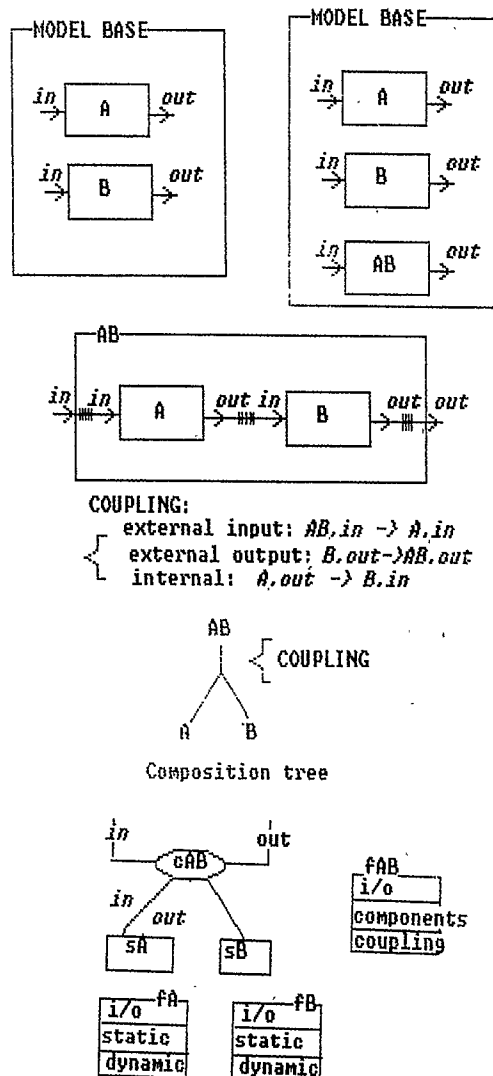 MODEL BASE
in A out
in B out
MODEL BASE
in A out
in B out
in AB out
AB
in in A out in B out out
COUPLING:
external input: AB.in -> A.in
external output: B.out->AB.out
internal: A.out -> B.in
AB
COUPLING
A B
Composition tree
in out
cAB
in out
sA sB
fAB
i/o
components
coupling
fA
i/o
static
dynamic
fB
i/o
static
dynamic